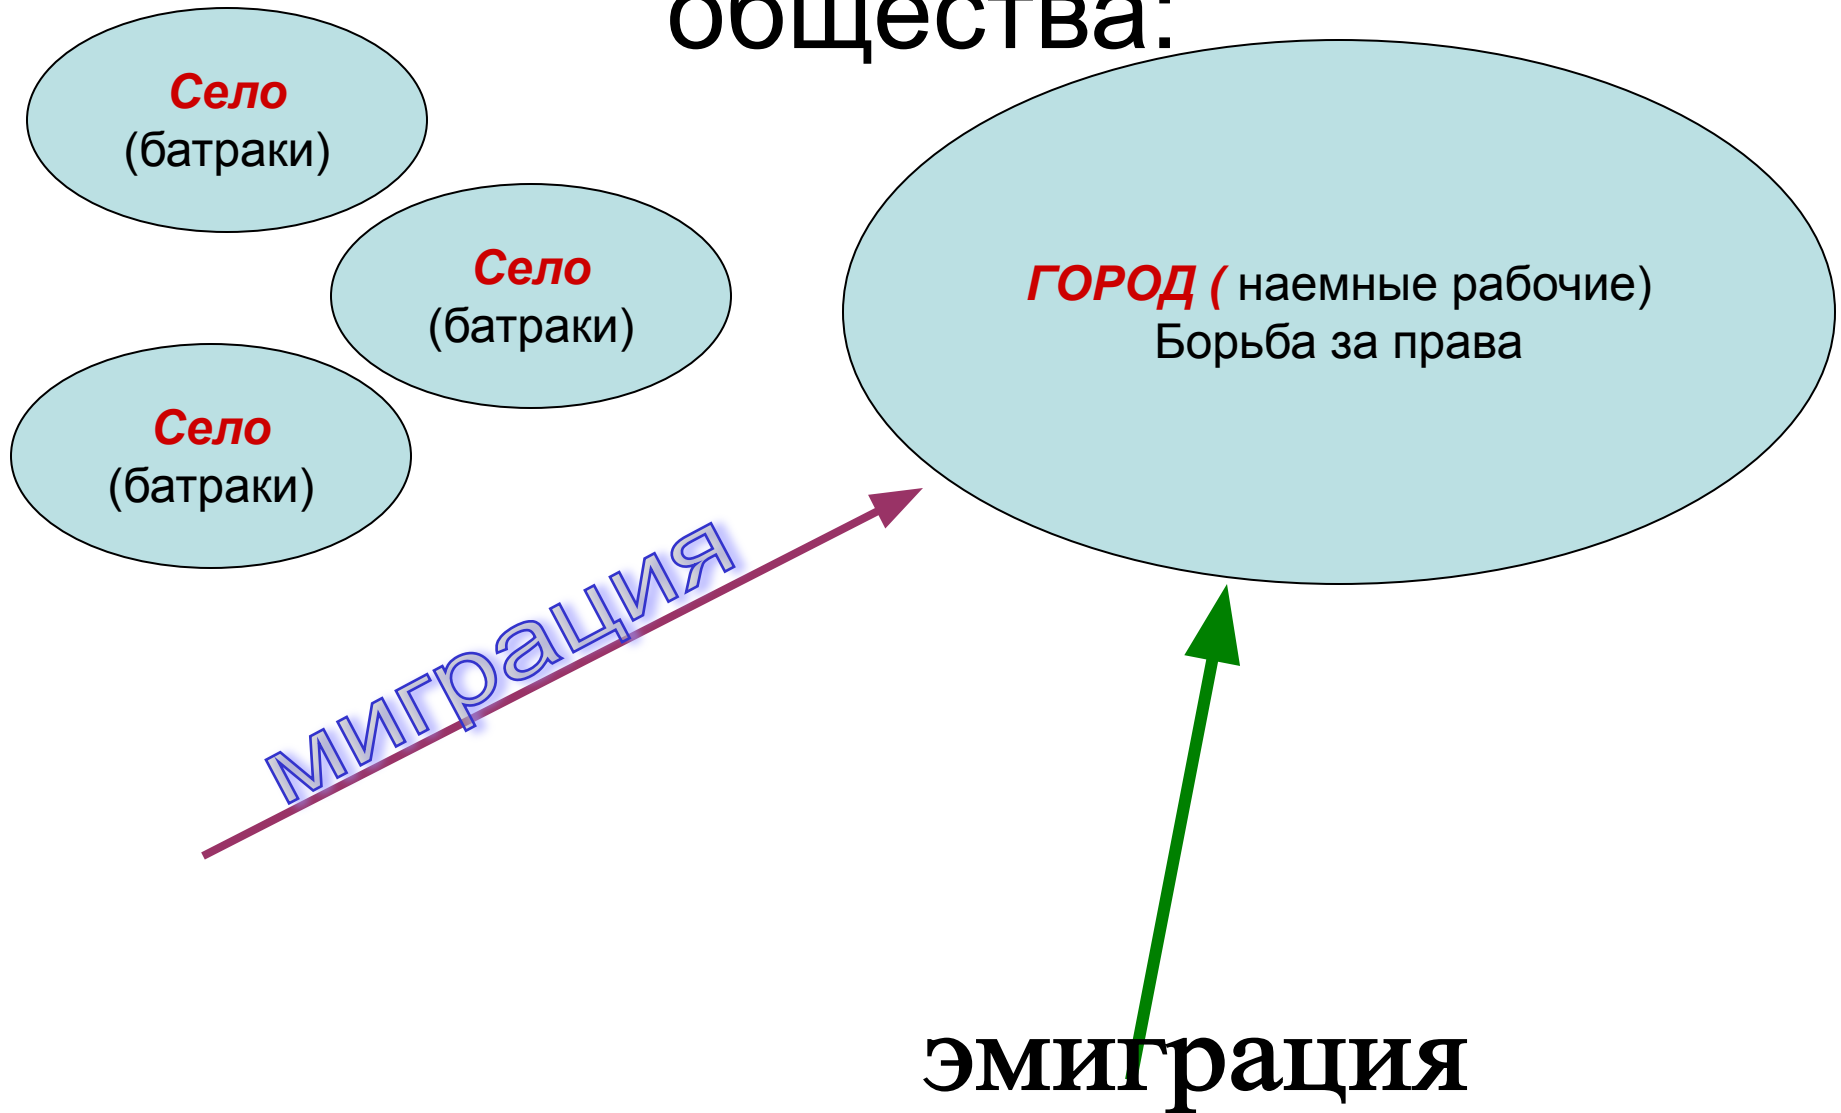 общества:
Село
(батраки)
Село
(батраки)
Село
(батраки)
ГОРОД ( наемные рабочие)
Борьба за права
миграция
эмиграция